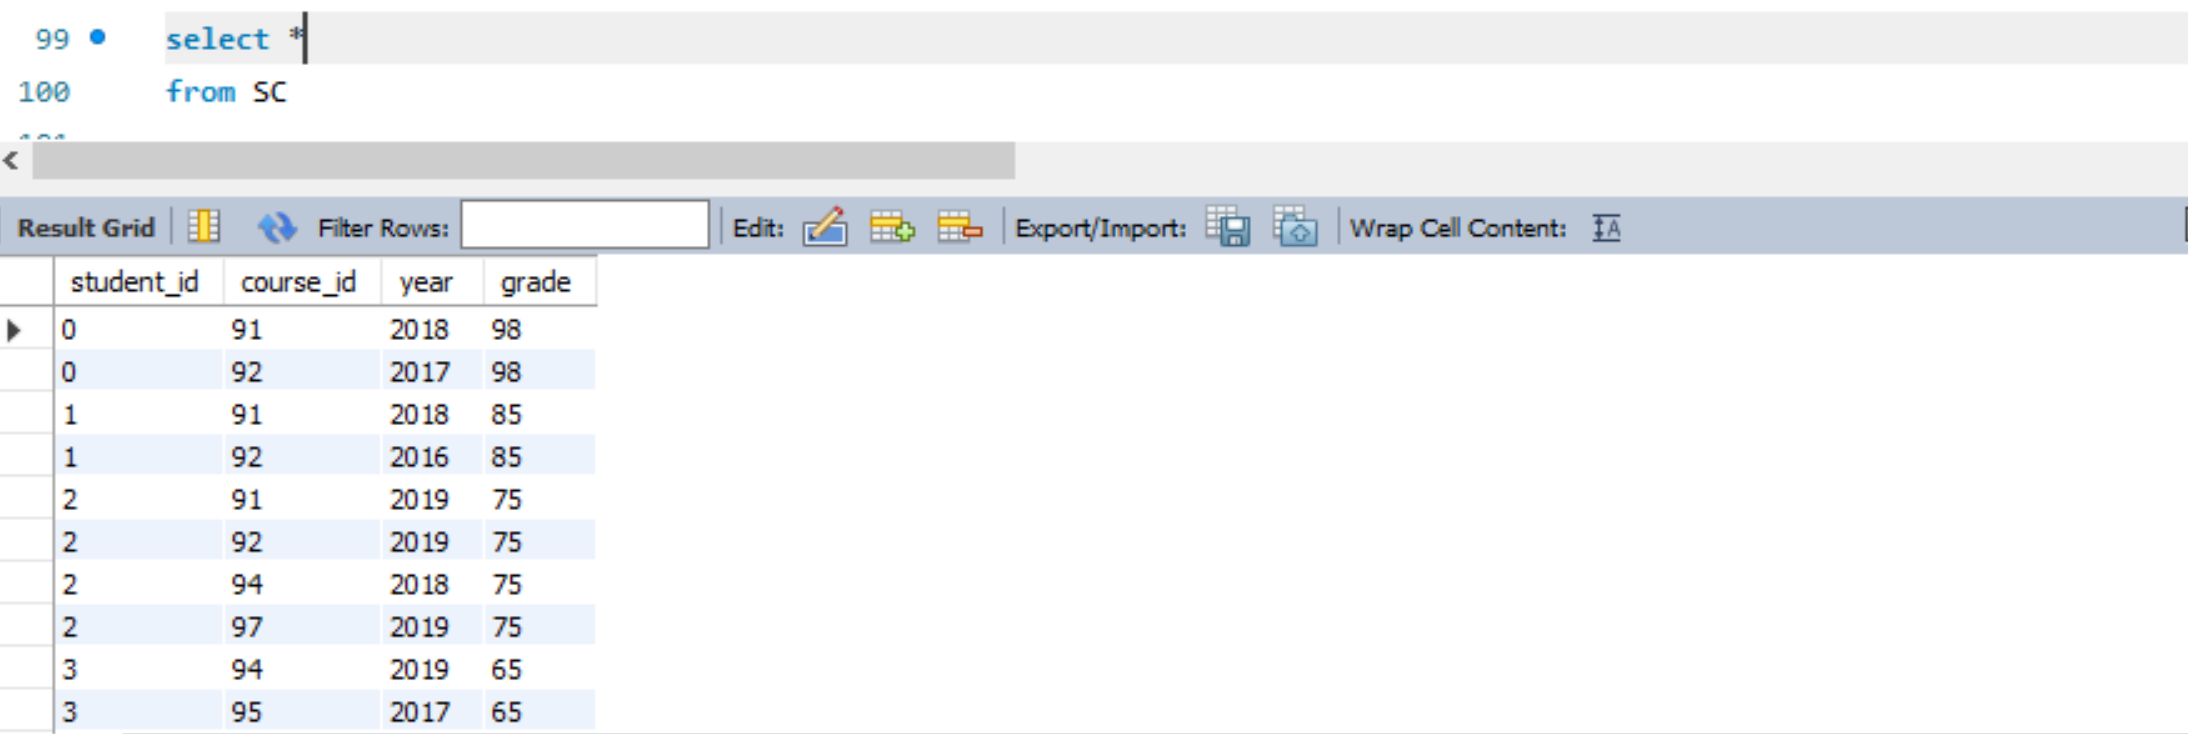 99 select *
100 from SC
Result Grid Filter Rows: Edit: Export/Import: Wrap Cell Content:
student_id course_id year grade
0 91 2018 98
0 92 2017 98
1 91 2018 85
1 92 2016 85
2 91 2019 75
2 92 2019 75
2 94 2018 75
2 97 2019 75
3 94 2019 65
3 95 2017 65